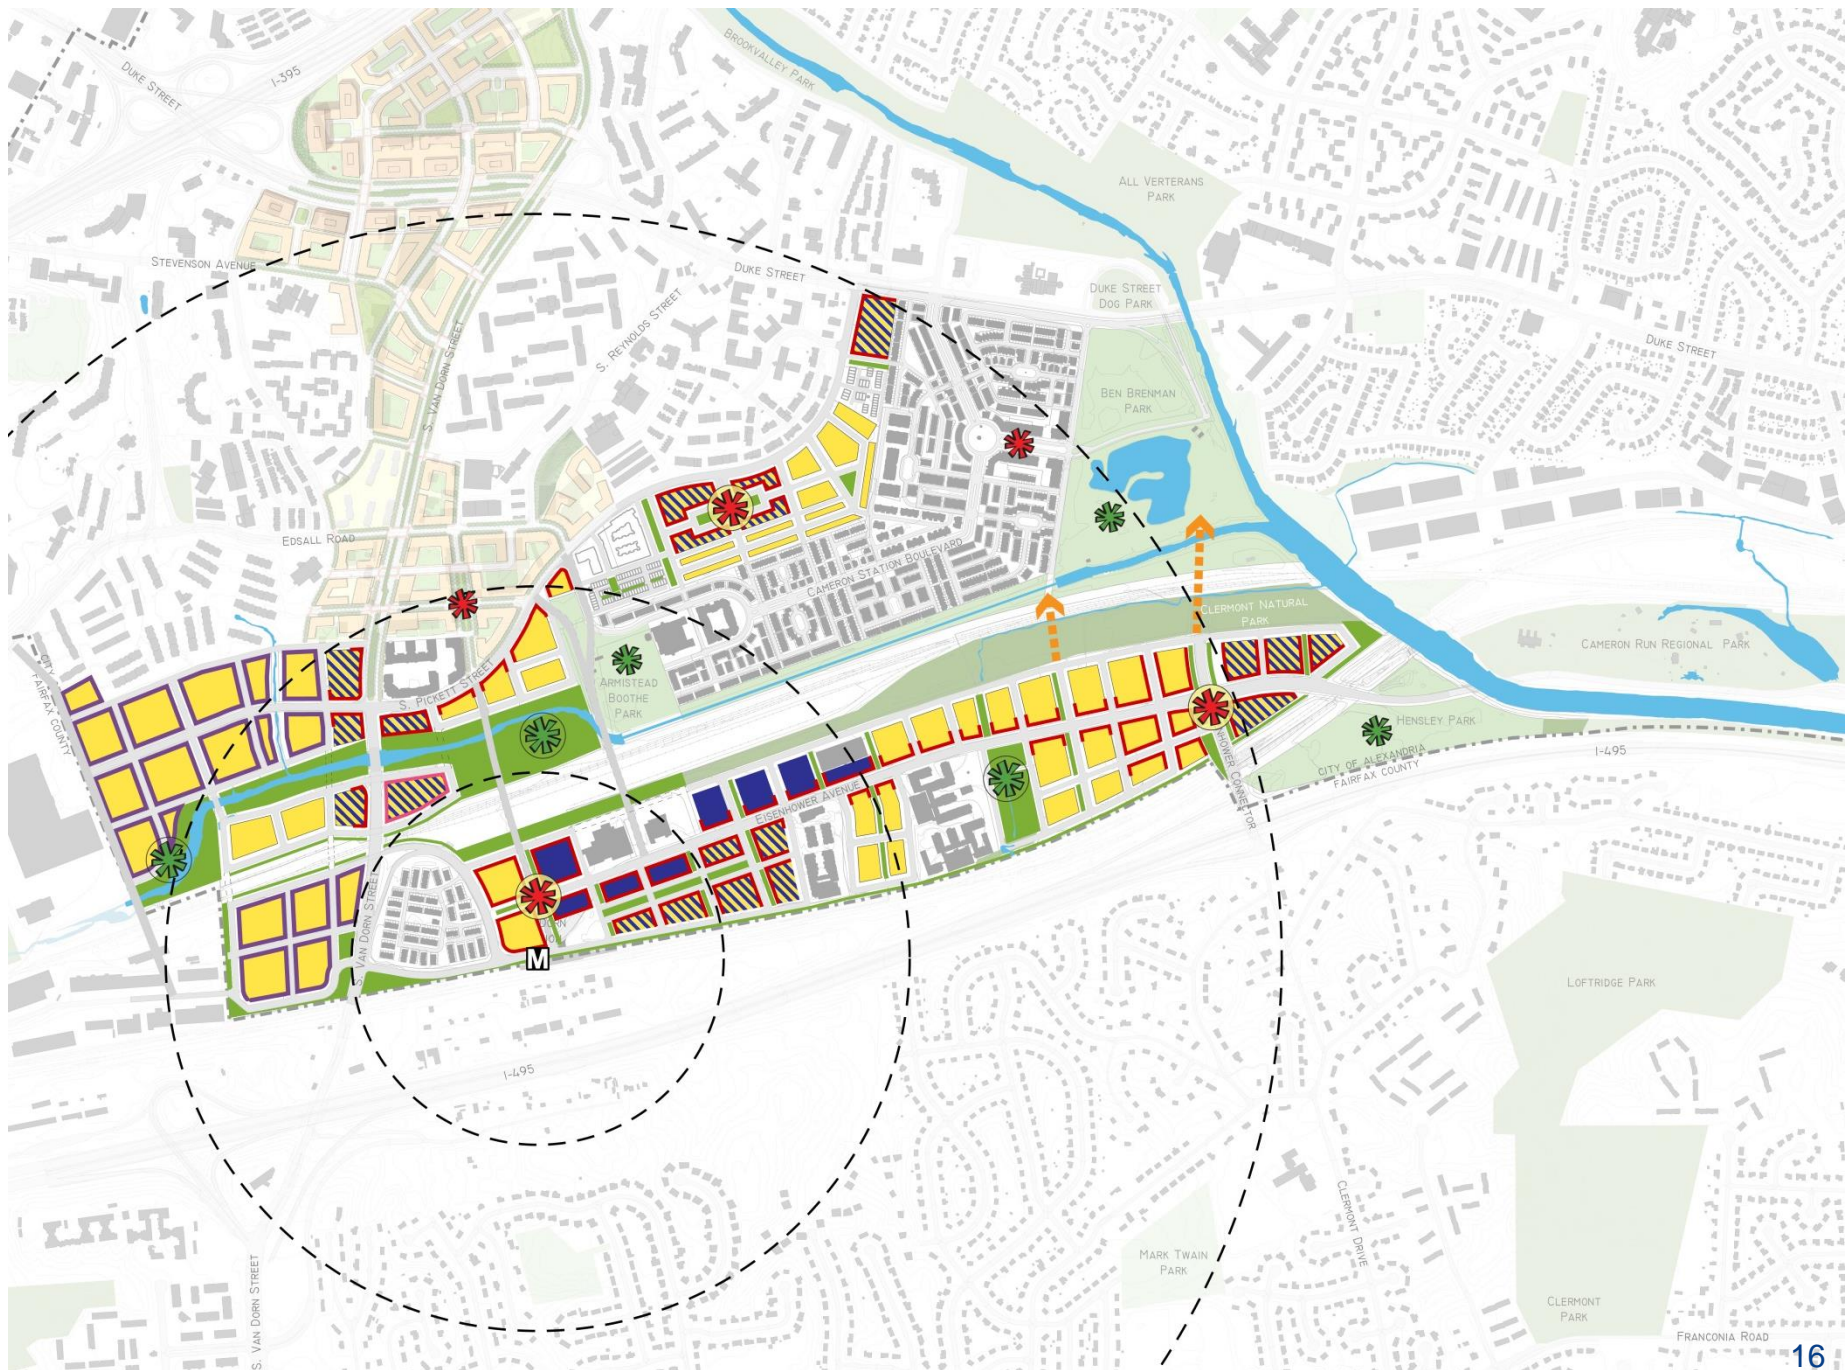 BROOKVALLEY PARK
DUKE STREET
I-395
ALL VERTERANS
PARK
STEVENSON AVENUE
DUKE STREET
DUKE STREET
DOG PARK
S. REYNOLDS STREET
S. VAN DORN STREET
DUKE STREET
BEN BRENMAN
PARK
EDSALL ROAD
CAMERON STATION BOULEVARD
CLERMONT NATURAL
PARK
CAMERON RUN REGIONAL PARK
CITY OF
FAIRFAX COUNTY
S. PICKETT STREET
ARMISTEAD
BOOTHE
PARK
HENSLEY PARK
I-495
CITY OF ALEXANDRIA
FAIRFAX COUNTY
NHOWER CONNECTOR
EISENHOWER AVENUE
S. VAN DORN STREET
M
LOFTRIDGE PARK
I-495
CLERMONT DRIVE
MARK TWAIN
PARK
CLERMONT
PARK
S. VAN DORN STREET
FRANCONIA ROAD
16